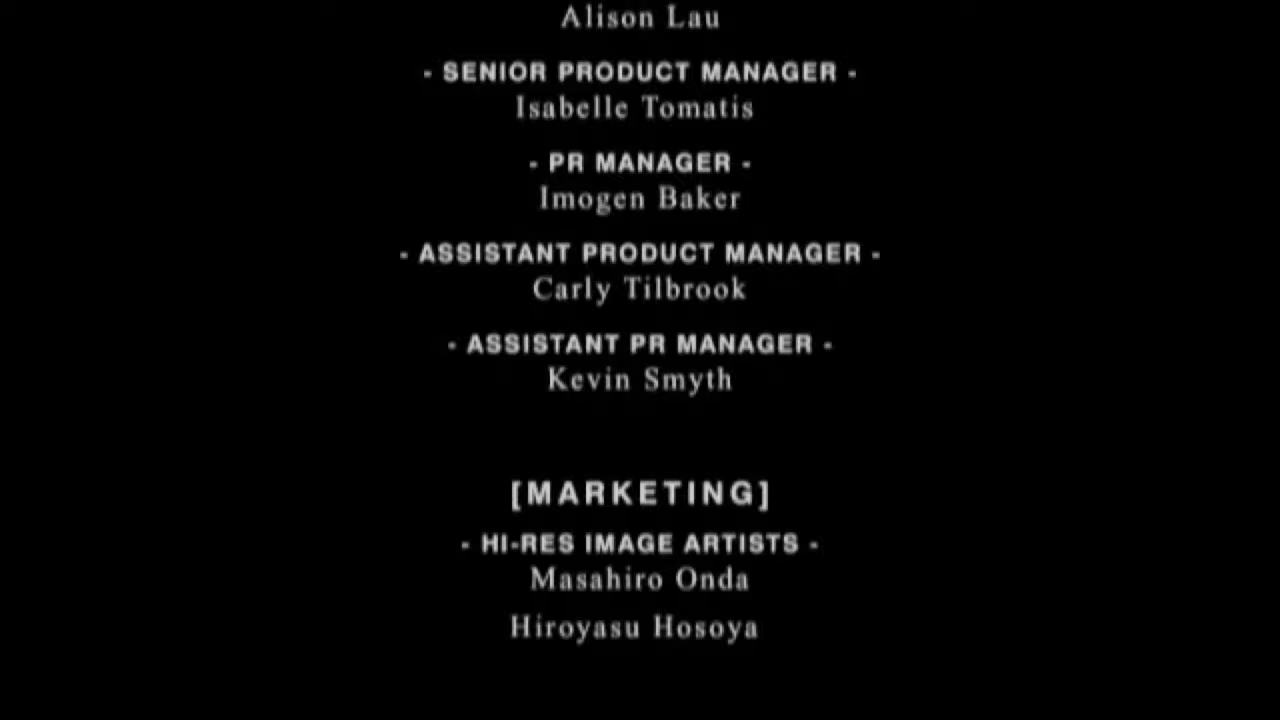 Alison Lau
- SENIOR PRODUCT MANAGER -
Isabelle Tomatis
- PR MANAGER -
Imogen Baker
- ASSISTANT PRODUCT MANAGER -
Carly Tilbrook
- ASSISTANT PR MANAGER -
Kevin Smyth
[MARKETING]
- HI-RES IMAGE ARTISTS -
Masahiro Onda
Hiroyasu Hosoya